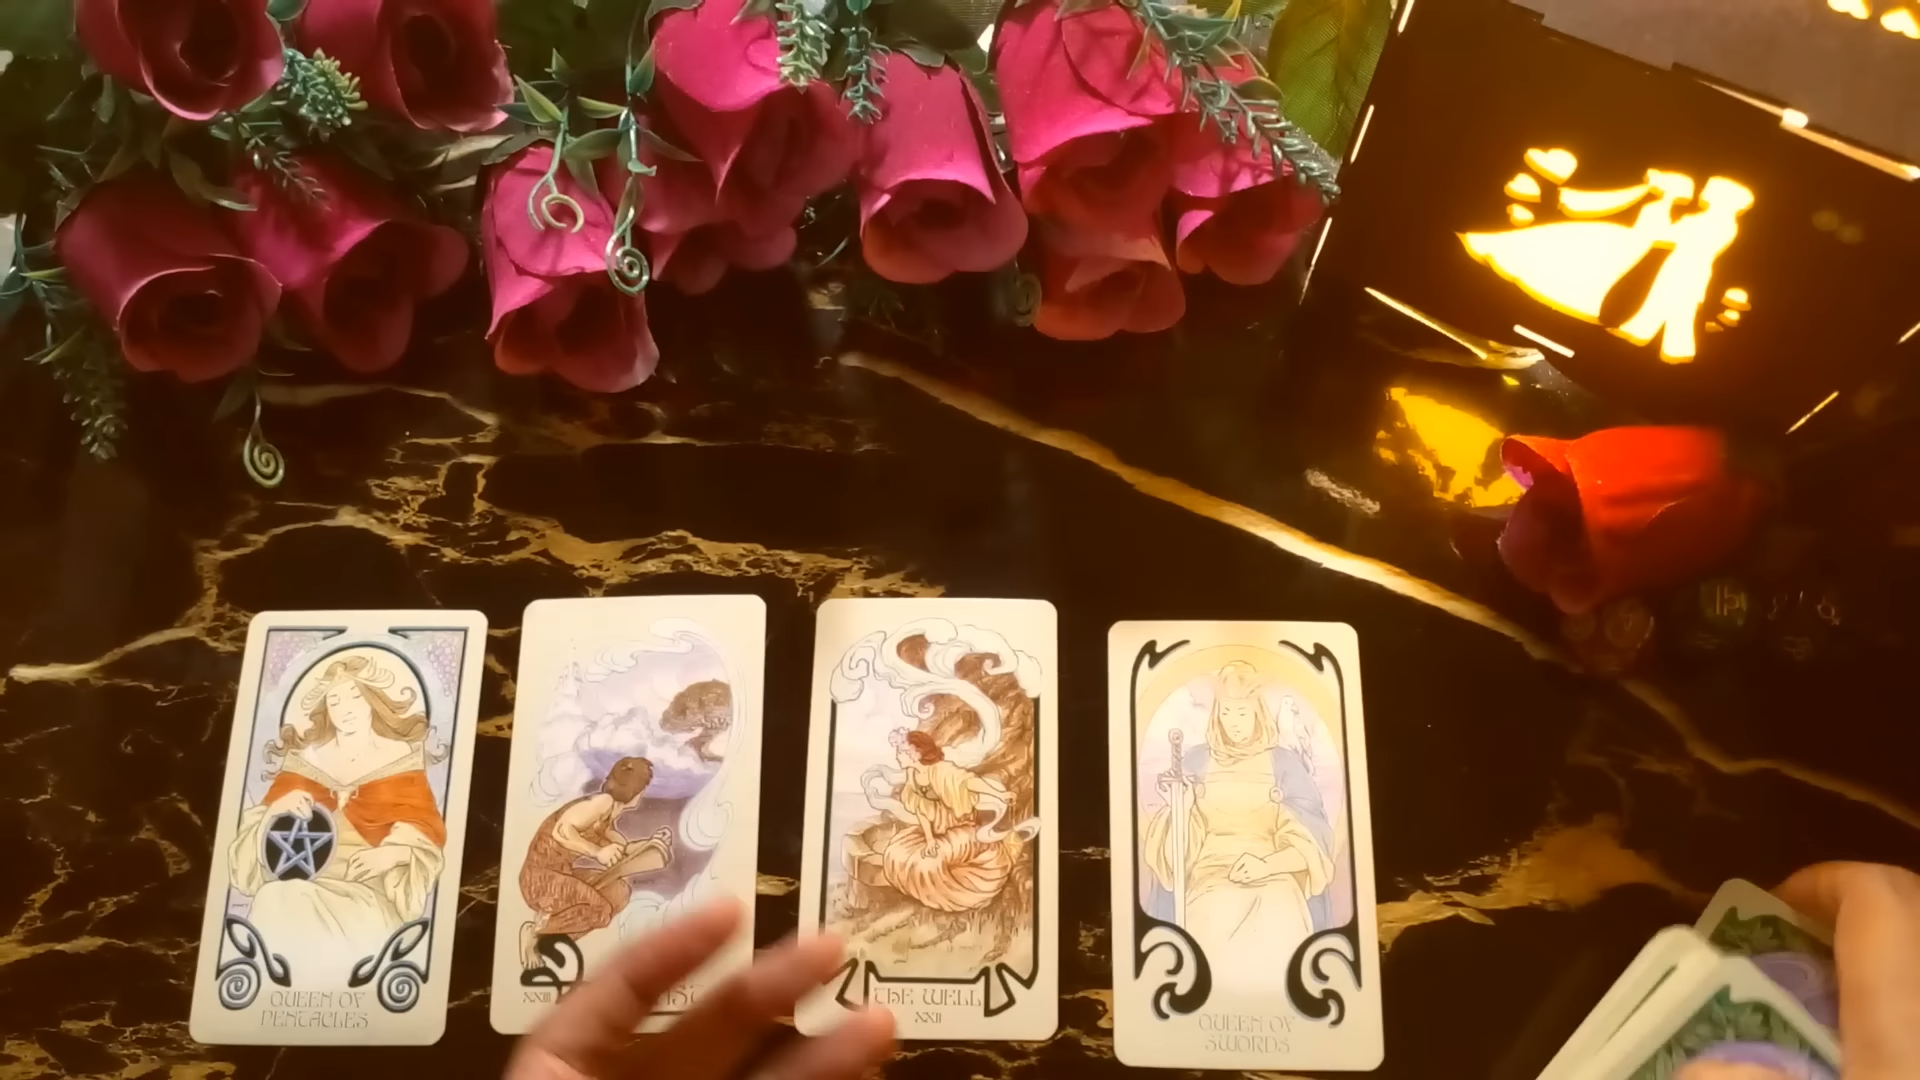 QUEEN OF
PENTACLES
XXIII
THE WELL
XXII
QUEEN OF
SWORDS